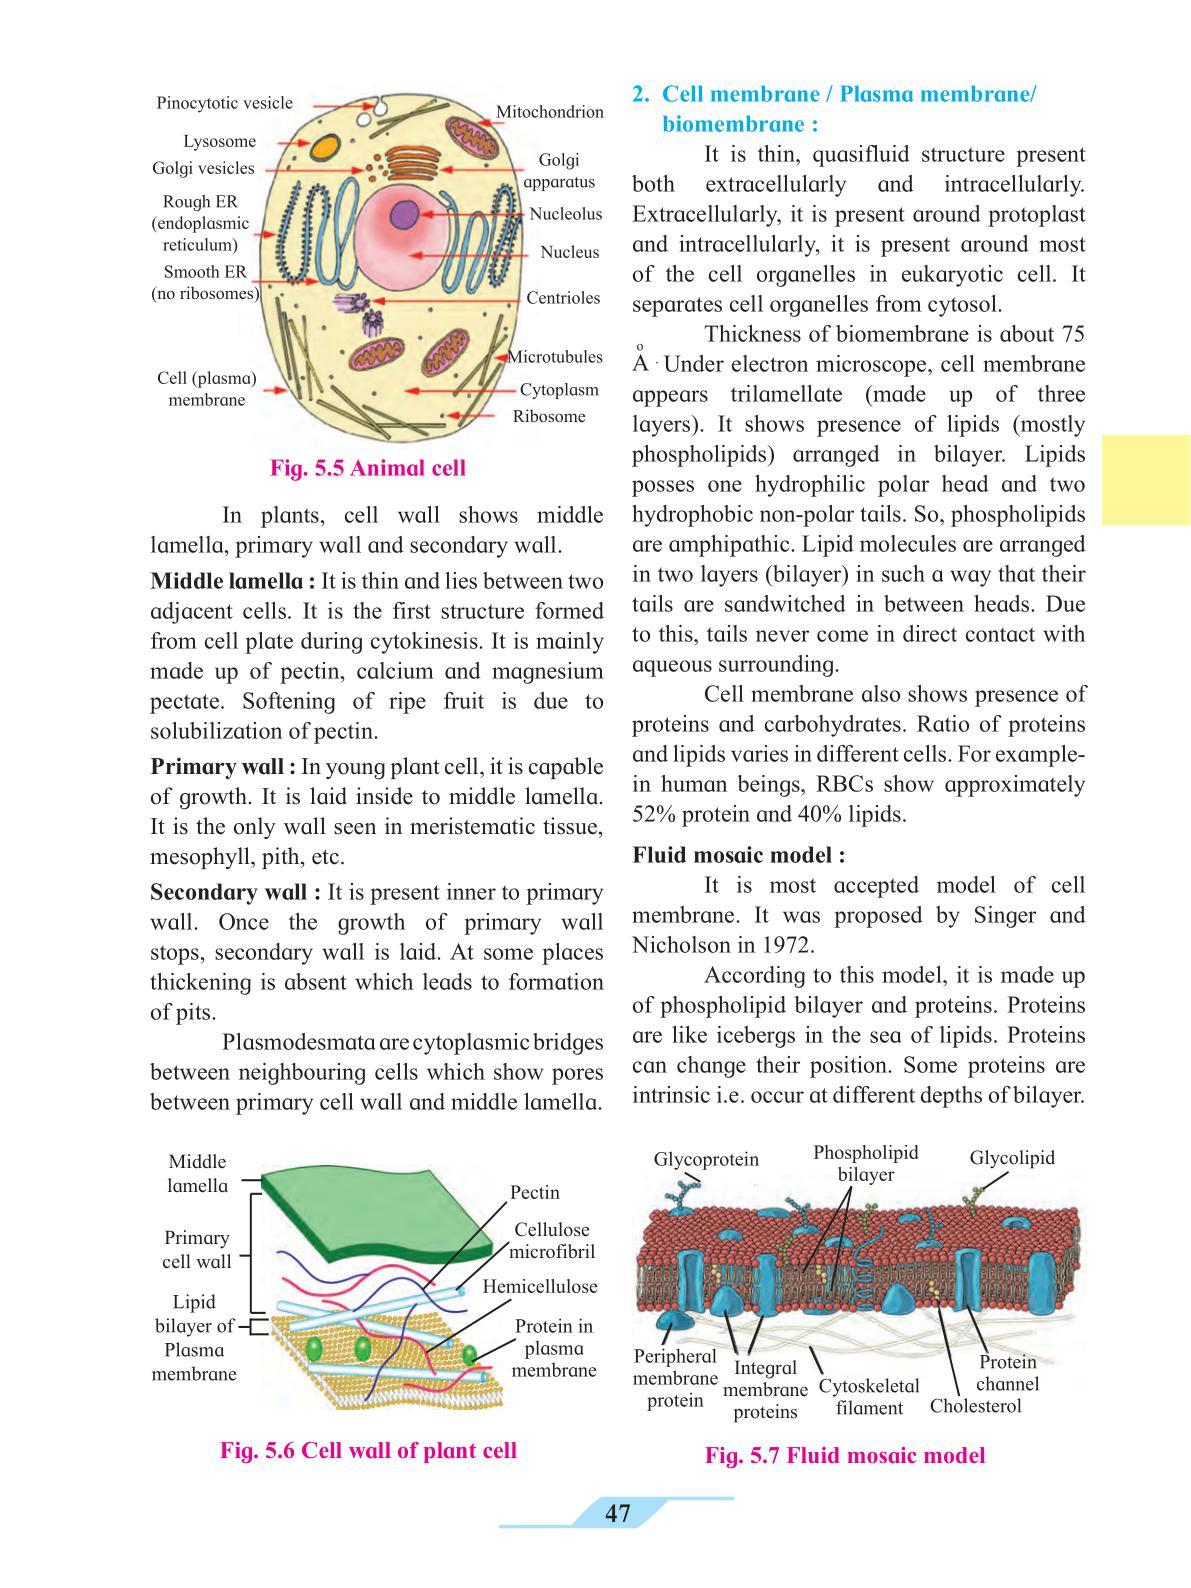 Pinocytotic vesicle
Lysosome
Golgi vesicles
Rough ER
(endoplasmic
reticulum)
Smooth ER
(no ribosomes)
Cell (plasma)
membrane
Mitochondrion
Golgi
apparatus
Nucleolus
Nucleus
Centrioles
Microtubules
Cytoplasm
Ribosome
Fig. 5.5 Animal cell
In plants, cell wall shows middle
lamella, primary wall and secondary wall.
Middle lamella : It is thin and lies between two
adjacent cells. It is the first structure formed
from cell plate during cytokinesis. It is mainly
made up of pectin, calcium and magnesium
pectate. Softening of ripe fruit is due to
solubilization of pectin.
Primary wall : In young plant cell, it is capable
of growth. It is laid inside to middle lamella.
It is the only wall seen in meristematic tissue,
mesophyll, pith, etc.
Secondary wall : It is present inner to primary
wall. Once the growth of primary wall
stops, secondary wall is laid. At some places
thickening is absent which leads to formation
of pits.
Plasmodesmata are cytoplasmic bridges
between neighbouring cells which show pores
between primary cell wall and middle lamella.
Middle
lamella
Primary
cell wall
Lipid
bilayer of
Plasma
membrane
Pectin
Cellulose
microfibril
Hemicellulose
Protein in
plasma
membrane
Fig. 5.6 Cell wall of plant cell
2. Cell membrane / Plasma membrane/
biomembrane :
It is thin, quasifluid structure present
both extracellularly and intracellularly.
Extracellularly, it is present around protoplast
and intracellularly, it is present around most
of the cell organelles in eukaryotic cell. It
separates cell organelles from cytosol.
Thickness of biomembrane is about 75
Å . Under electron microscope, cell membrane
appears trilamellate (made up of three
layers). It shows presence of lipids (mostly
phospholipids) arranged in bilayer. Lipids
posses one hydrophilic polar head and two
hydrophobic non-polar tails. So, phospholipids
are amphipathic. Lipid molecules are arranged
in two layers (bilayer) in such a way that their
tails are sandwitched in between heads. Due
to this, tails never come in direct contact with
aqueous surrounding.
Cell membrane also shows presence of
proteins and carbohydrates. Ratio of proteins
and lipids varies in different cells. For example-
in human beings, RBCs show approximately
52% protein and 40% lipids.
Fluid mosaic model :
It is most accepted model of cell
membrane. It was proposed by Singer and
Nicholson in 1972.
According to this model, it is made up
of phospholipid bilayer and proteins. Proteins
are like icebergs in the sea of lipids. Proteins
can change their position. Some proteins are
intrinsic i.e. occur at different depths of bilayer.
Glycoprotein
Phospholipid
bilayer
Glycolipid
Peripheral
membrane
protein
Integral
membrane
proteins
Cytoskeletal
filament
Cholesterol
Protein
channel
Fig. 5.7 Fluid mosaic model
47